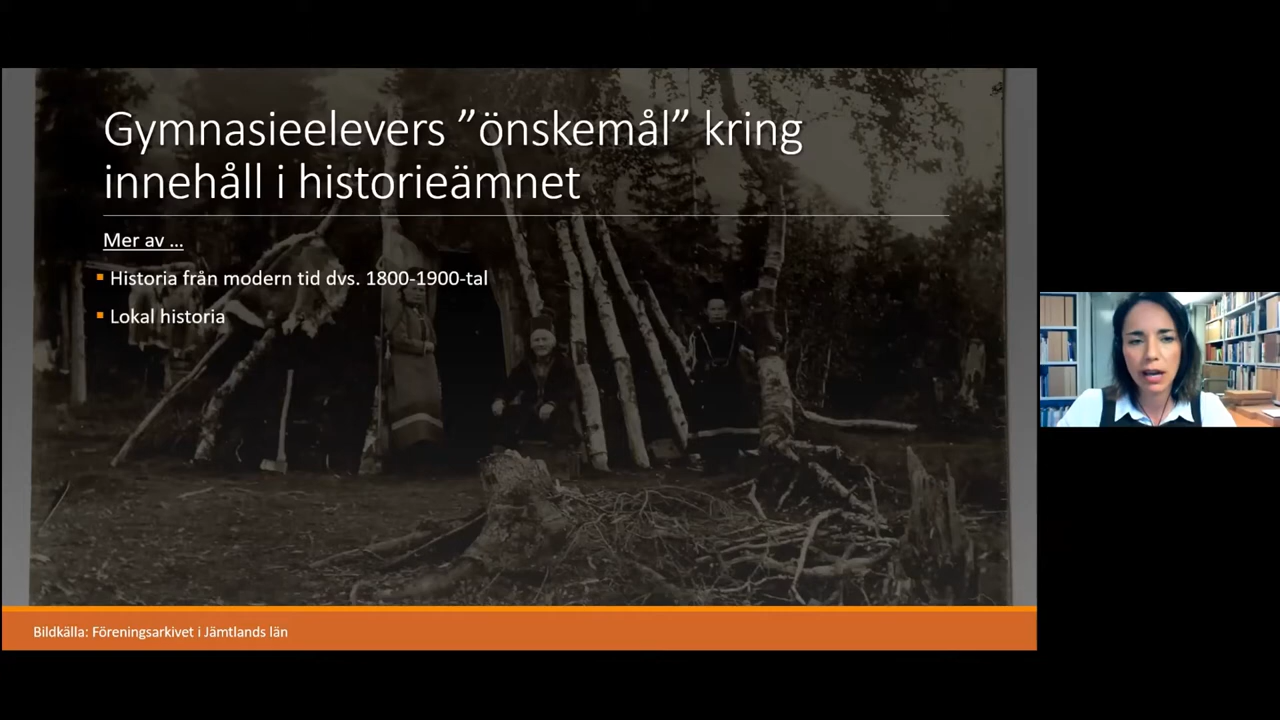 Gymnasieelevers ”önskemål” kring
innehåll i historieämnet
Mer av …
Historia från modern tid dvs. 1800-1900-tal
Lokal historia
Bildkälla: Föreningsarkivet i Jämtlands län